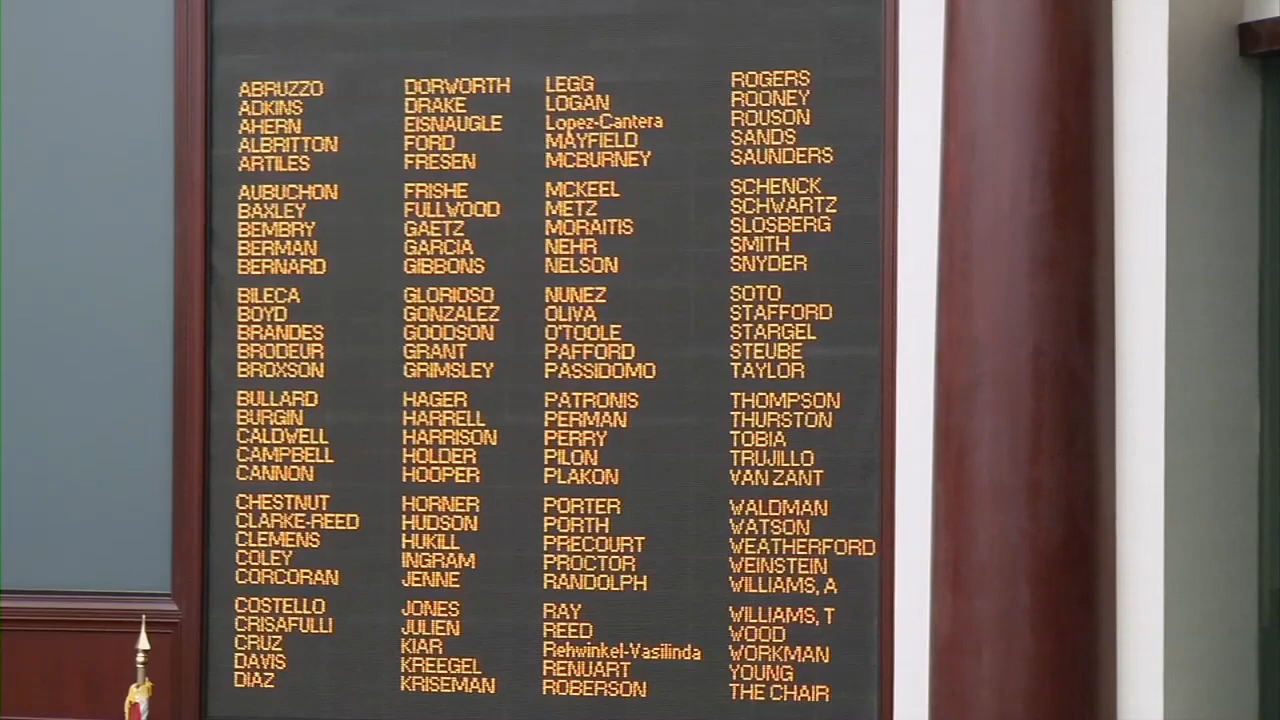 ABRUZZO
ADKINS
AHERN
ALBRITTON
ARTILES
AUBUCHON
BAXLEY
BEMBRY
BERMAN
BERNARD
BILECA
BOYD
BRANDES
BRODEUR
BROXSON
BULLARD
BURGIN
CALDWELL
CAMPBELL
CANNON
CHESTNUT
CLARKE-REED
CLEMENS
COLEY
CORCORAN
COSTELLO
CRISAFULLI
CRUZ
DAVIS
DIAZ
DORWORTH
DRAKE
EISNAUGLE
FORD
FRESEN
FRISHE
FULLWOOD
GAETZ
GARCIA
GIBBONS
GLORIOSO
GONZALEZ
GOODSON
GRANT
GRIMSLEY
HAGER
HARRELL
HARRISON
HOLDER
HOOPER
HORNER
HUDSON
HUKILL
INGRAM
JENNE
JONES
JULIEN
KIAR
KREEGEL
KRISEMAN
LEGG
LOGAN
Lopez-Cantera
MAYFIELD
MCBURNEY
MCKEEL
METZ
MORAITIS
NEHR
NELSON
NUNEZ
OLIVA
O'TOOLE
PAFFORD
PASSIDOMO
PATRONIS
PERMAN
PERRY
PILON
PLAKON
PORTER
PORTH
PRECOURT
PROCTOR
RANDOLPH
RAY
REED
Rehwinkel-Vasilinda
RENUART
ROBERSON
ROGERS
ROONEY
ROUSON
SANDS
SAUNDERS
SCHENCK
SCHWARTZ
SLOSBERG
SMITH
SNYDER
SOTO
STAFFORD
STARGEL
STEUBE
TAYLOR
THOMPSON
THURSTON
TOBIA
TRUJILLO
VAN ZANT
WALDMAN
WATSON
WEATHERFORD
WEINSTEIN
WILLIAMS, A
WILLIAMS, T
WOOD
WORKMAN
YOUNG
THE CHAIR